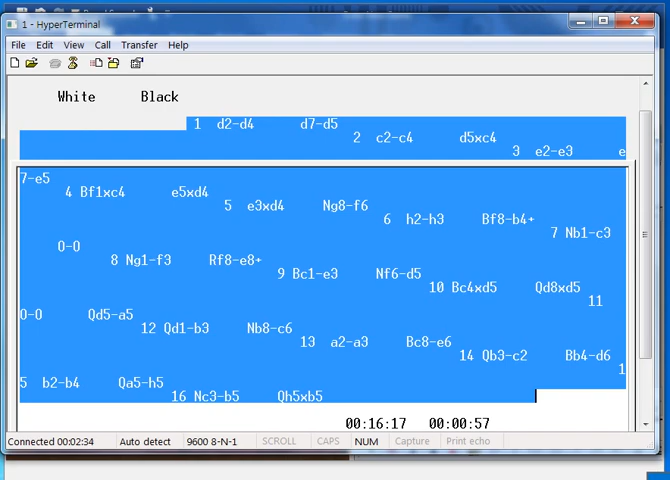 1 - HyperTerminal
File Edit View Call Transfer Help
White Black
1 d2-d4 d7-d5
2 c2-c4 d5xc4
3 e2-e3 e
7-e5
4 Bf1xc4 e5xd4
5 e3xd4 Ng8-f6
6 h2-h3 Bf8-b4+
7 Nb1-c3
O-O
8 Ng1-f3 Rf8-e8+
9 Bc1-e3 Nf6-d5
10 Bc4xd5 Qd8xd5
11
O-O Qd5-a5
12 Qd1-b3 Nb8-c6
13 a2-a3 Bc8-e6
14 Qb3-c2 Bb4-d6
1
5 b2-b4 Qa5-h5
16 Nc3-b5 Qh5xb5
00:16:17 00:00:57
Connected 00:02:34 Auto detect 9600 8-N-1 SCROLL CAPS NUM Capture Print echo